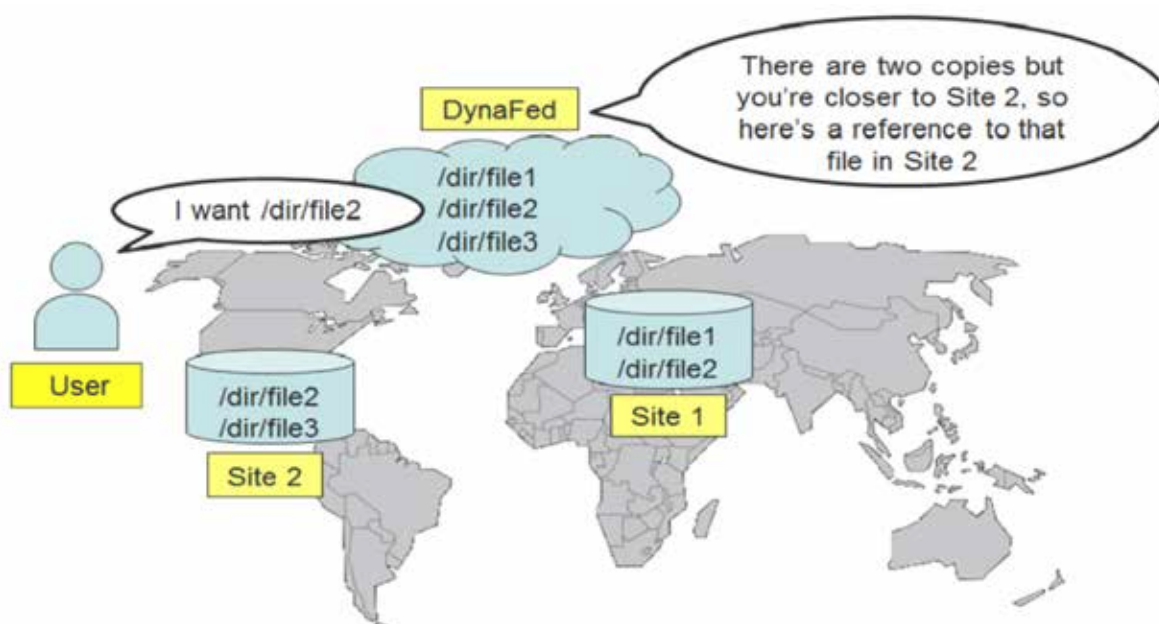 There are two copies but
you're closer to Site 2, so
here's a reference to that
file in Site 2
DynaFed
/dir/file1
/dir/file2
/dir/file3
I want /dir/file2
User
/dir/file2
/dir/file3
Site 2
/dir/file1
/dir/file2
Site 1